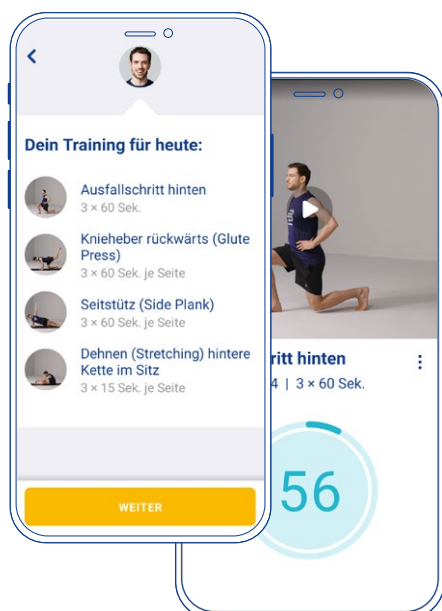 Dein Training für heute:
Ausfallschritt hinten
3 × 60 Sek.
Knieheber rückwärts (Glute
Press)
3 × 60 Sek. je Seite
Seitstütz (Side Plank)
3 × 60 Sek. je Seite
Dehnen (Stretching) hintere
Kette im Sitz
3 × 15 Sek. je Seite
WEITER
ritt hinten
4 | 3 × 60 Sek.
56